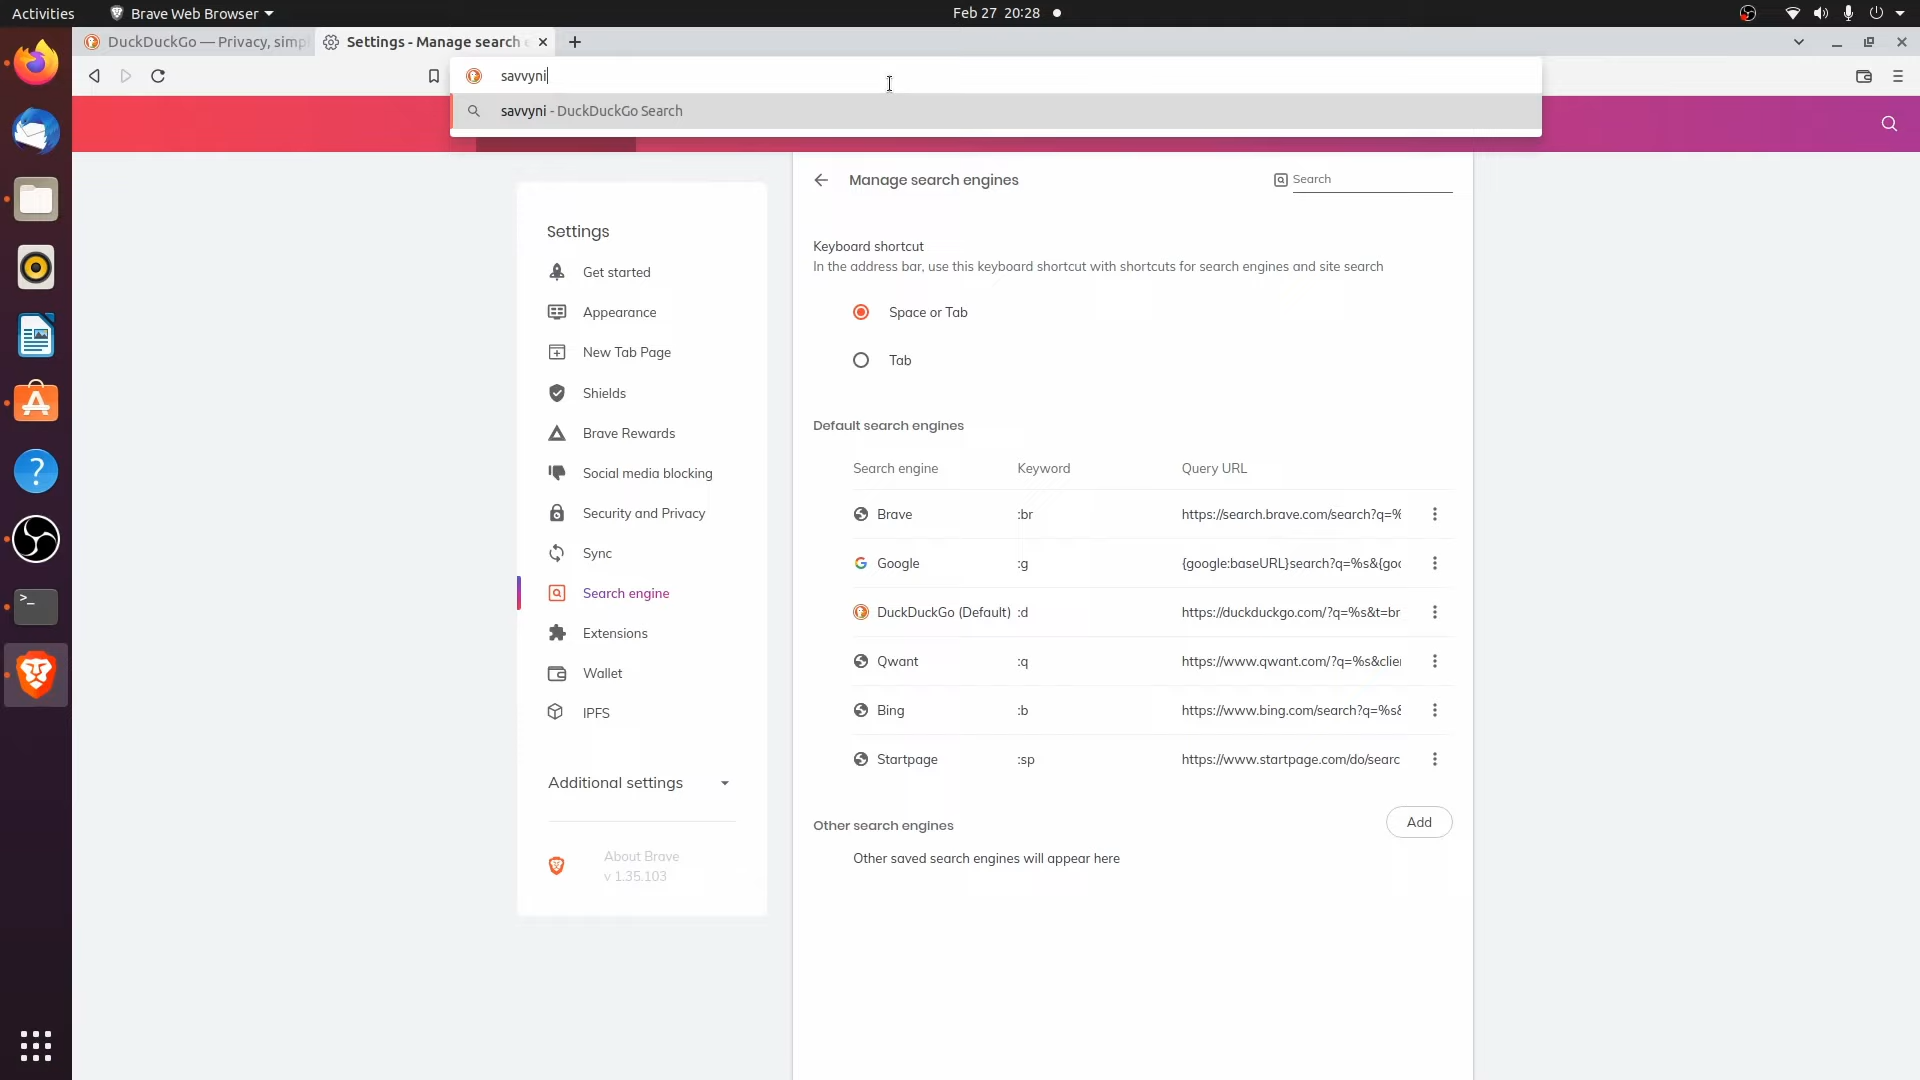 Activities
Brave Web Browser
Feb 27 20:28
DuckDuckGo — Privacy, simpl
Settings - Manage search e
savvyni
savvyni - DuckDuckGo Search
Manage search engines
Search
Settings
Get started
Appearance
New Tab Page
Shields
Brave Rewards
Social media blocking
Security and Privacy
Sync
Search engine
Extensions
Wallet
IPFS
Additional settings
About Brave
v 1.35.103
Keyboard shortcut
In the address bar, use this keyboard shortcut with shortcuts for search engines and site search
Space or Tab
Tab
Default search engines
Search engine Keyword Query URL
Brave :br https://search.brave.com/search?q=%
Google :g {google:baseURL}search?q=%s&{goo
DuckDuckGo (Default) :d https://duckduckgo.com/?q=%s&t=br
Qwant :q https://www.qwant.com/?q=%s&clie
Bing :b https://www.bing.com/search?q=%s&
Startpage :sp https://www.startpage.com/do/searc
Other search engines
Add
Other saved search engines will appear here